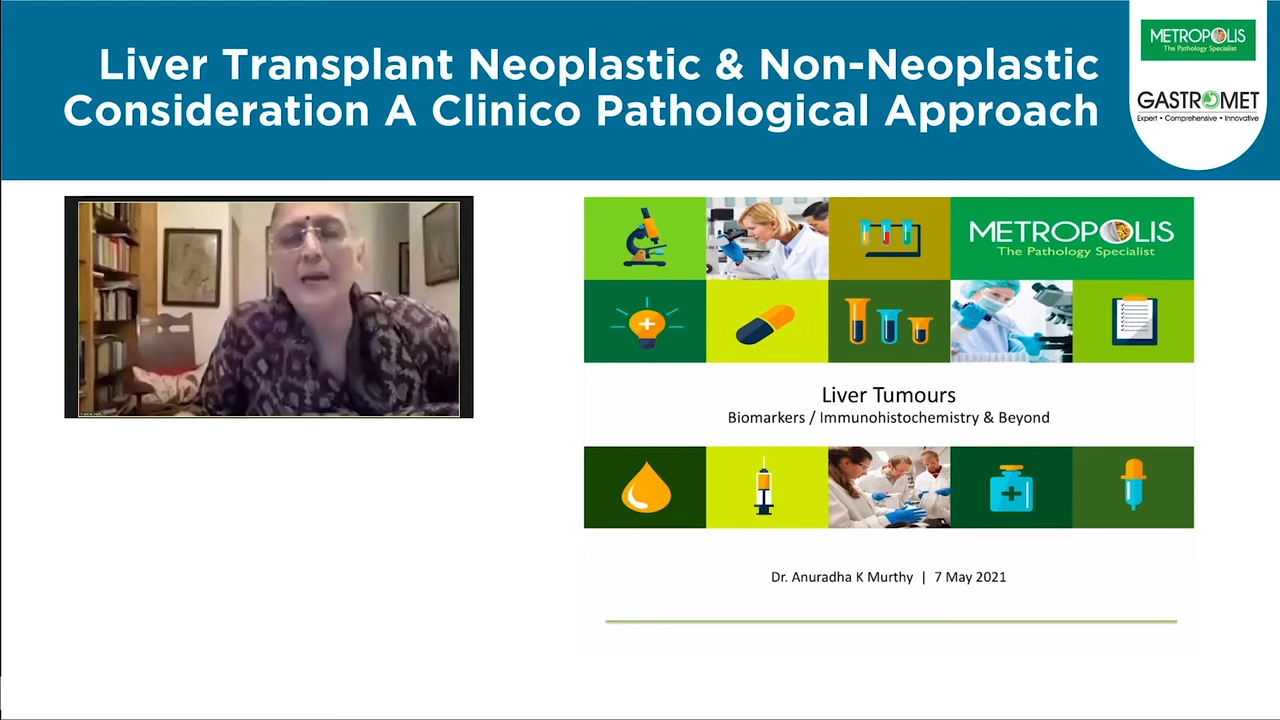 Liver Transplant Neoplastic & Non-Neoplastic
Consideration A Clinico Pathological Approach
METROPOLIS
The Pathology Specialist
GASTROMET
Expert • Comprehensive • Innovative
METROPOLIS
The Pathology Specialist
Liver Tumours
Biomarkers / Immunohistochemistry & Beyond
Dr. Anuradha K Murthy | 7 May 2021